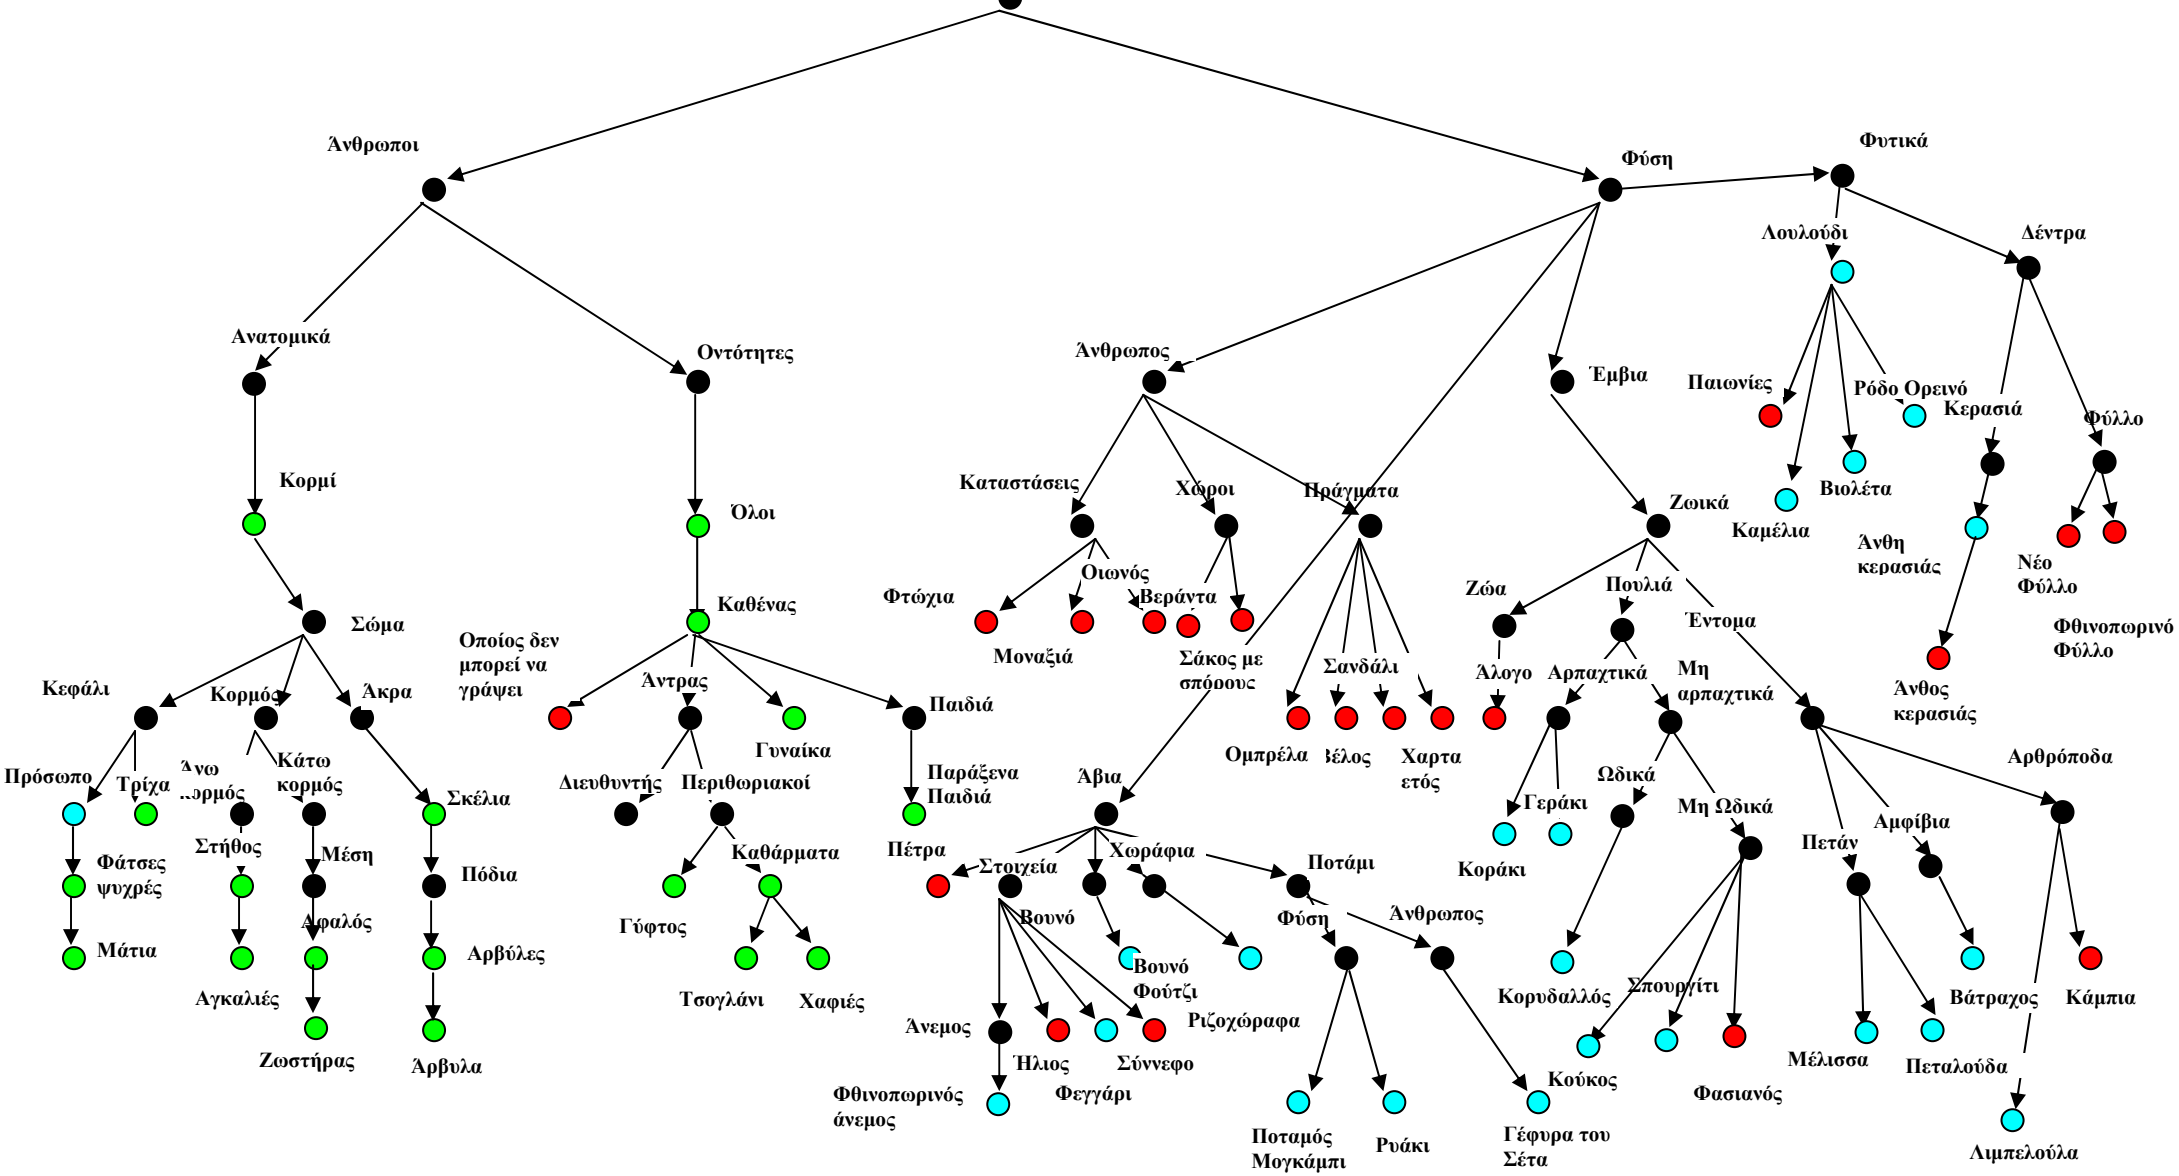 Άνθρωποι
Φύση
Φυτικά
Λουλούδι
Δέντρα
Ανατομικά
Οντότητες
Άνθρωπος
Έμβια
Παιωνίες
Ρόδο Ορεινό
Κερασιά
Φύλλο
Κορμί
Όλοι
Καταστάσεις
Χώροι
Πράγματα
Ζωικά
Καμέλια
Βιολέτα
Άνθη
κερασιάς
Νέο
Φύλλο
Φθινοπωρινό
Φύλλο
Άνθος
κερασιάς
Σώμα
Καθένας
Οποίος δεν
μπορεί να
γράψει
Φτώχια
Οιωνός
Μοναξιά
Βεράντα
Σάκος με
σπόρους
Σανδάλι
Ζώα
Πουλιά
Έντομα
Κεφάλι
Κορμός
Άκρα
Άντρας
Γυναίκα
Παιδιά
Ομπρέλα
Βέλος
Χαρτα
ετός
Άλογο
Αρπαχτικά
Μη
αρπαχτικά
Πρόσωπο
Τρίχα
Άνω
κορμός
Κάτω
κορμός
Σκέλια
Διευθυντής
Περιθωριακοί
Παράξενα
Παιδιά
Άβια
Γεράκι
Κοράκι
Ωδικά
Μη Ωδικά
Πετάν
Αμφίβια
Αρθρόποδα
Φάτσες
ψυχρές
Στήθος
Μέση
Πόδια
Καθάρματα
Πέτρα
Στοιχεία
Χωράφια
Ποτάμι
Μάτια
Αγκαλιές
Αφαλός
Αρβύλες
Γύφτος
Τσογλάνι
Χαφιές
Βουνό
Βουνό
Φούτζι
Ριζοχώραφα
Φύση
Άνθρωπος
Κορυδαλλός
Σπουργίτι
Βάτραχος
Κάμπια
Ζωστήρας
Άρβυλα
Άνεμος
Ήλιος
Φεγγάρι
Σύννεφο
Φθινοπωρινός
άνεμος
Ποταμός
Μογκάμπι
Ρυάκι
Γέφυρα του
Σέτα
Κούκος
Φασιανός
Μέλισσα
Πεταλούδα
Λιμπελούλα